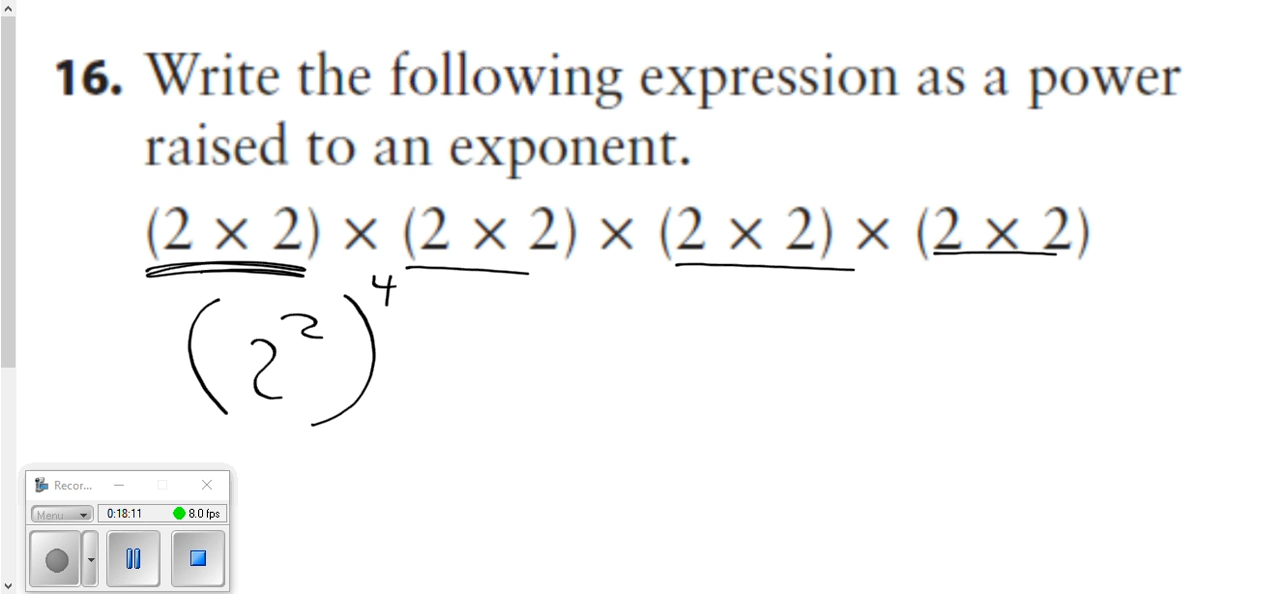 16. Write the following expression as a power
raised to an exponent.
(2 × 2) × (2 × 2) × (2 × 2) × (2 × 2)
(2²)⁴
Recor...
Menu 0:18:11 8.0 fps